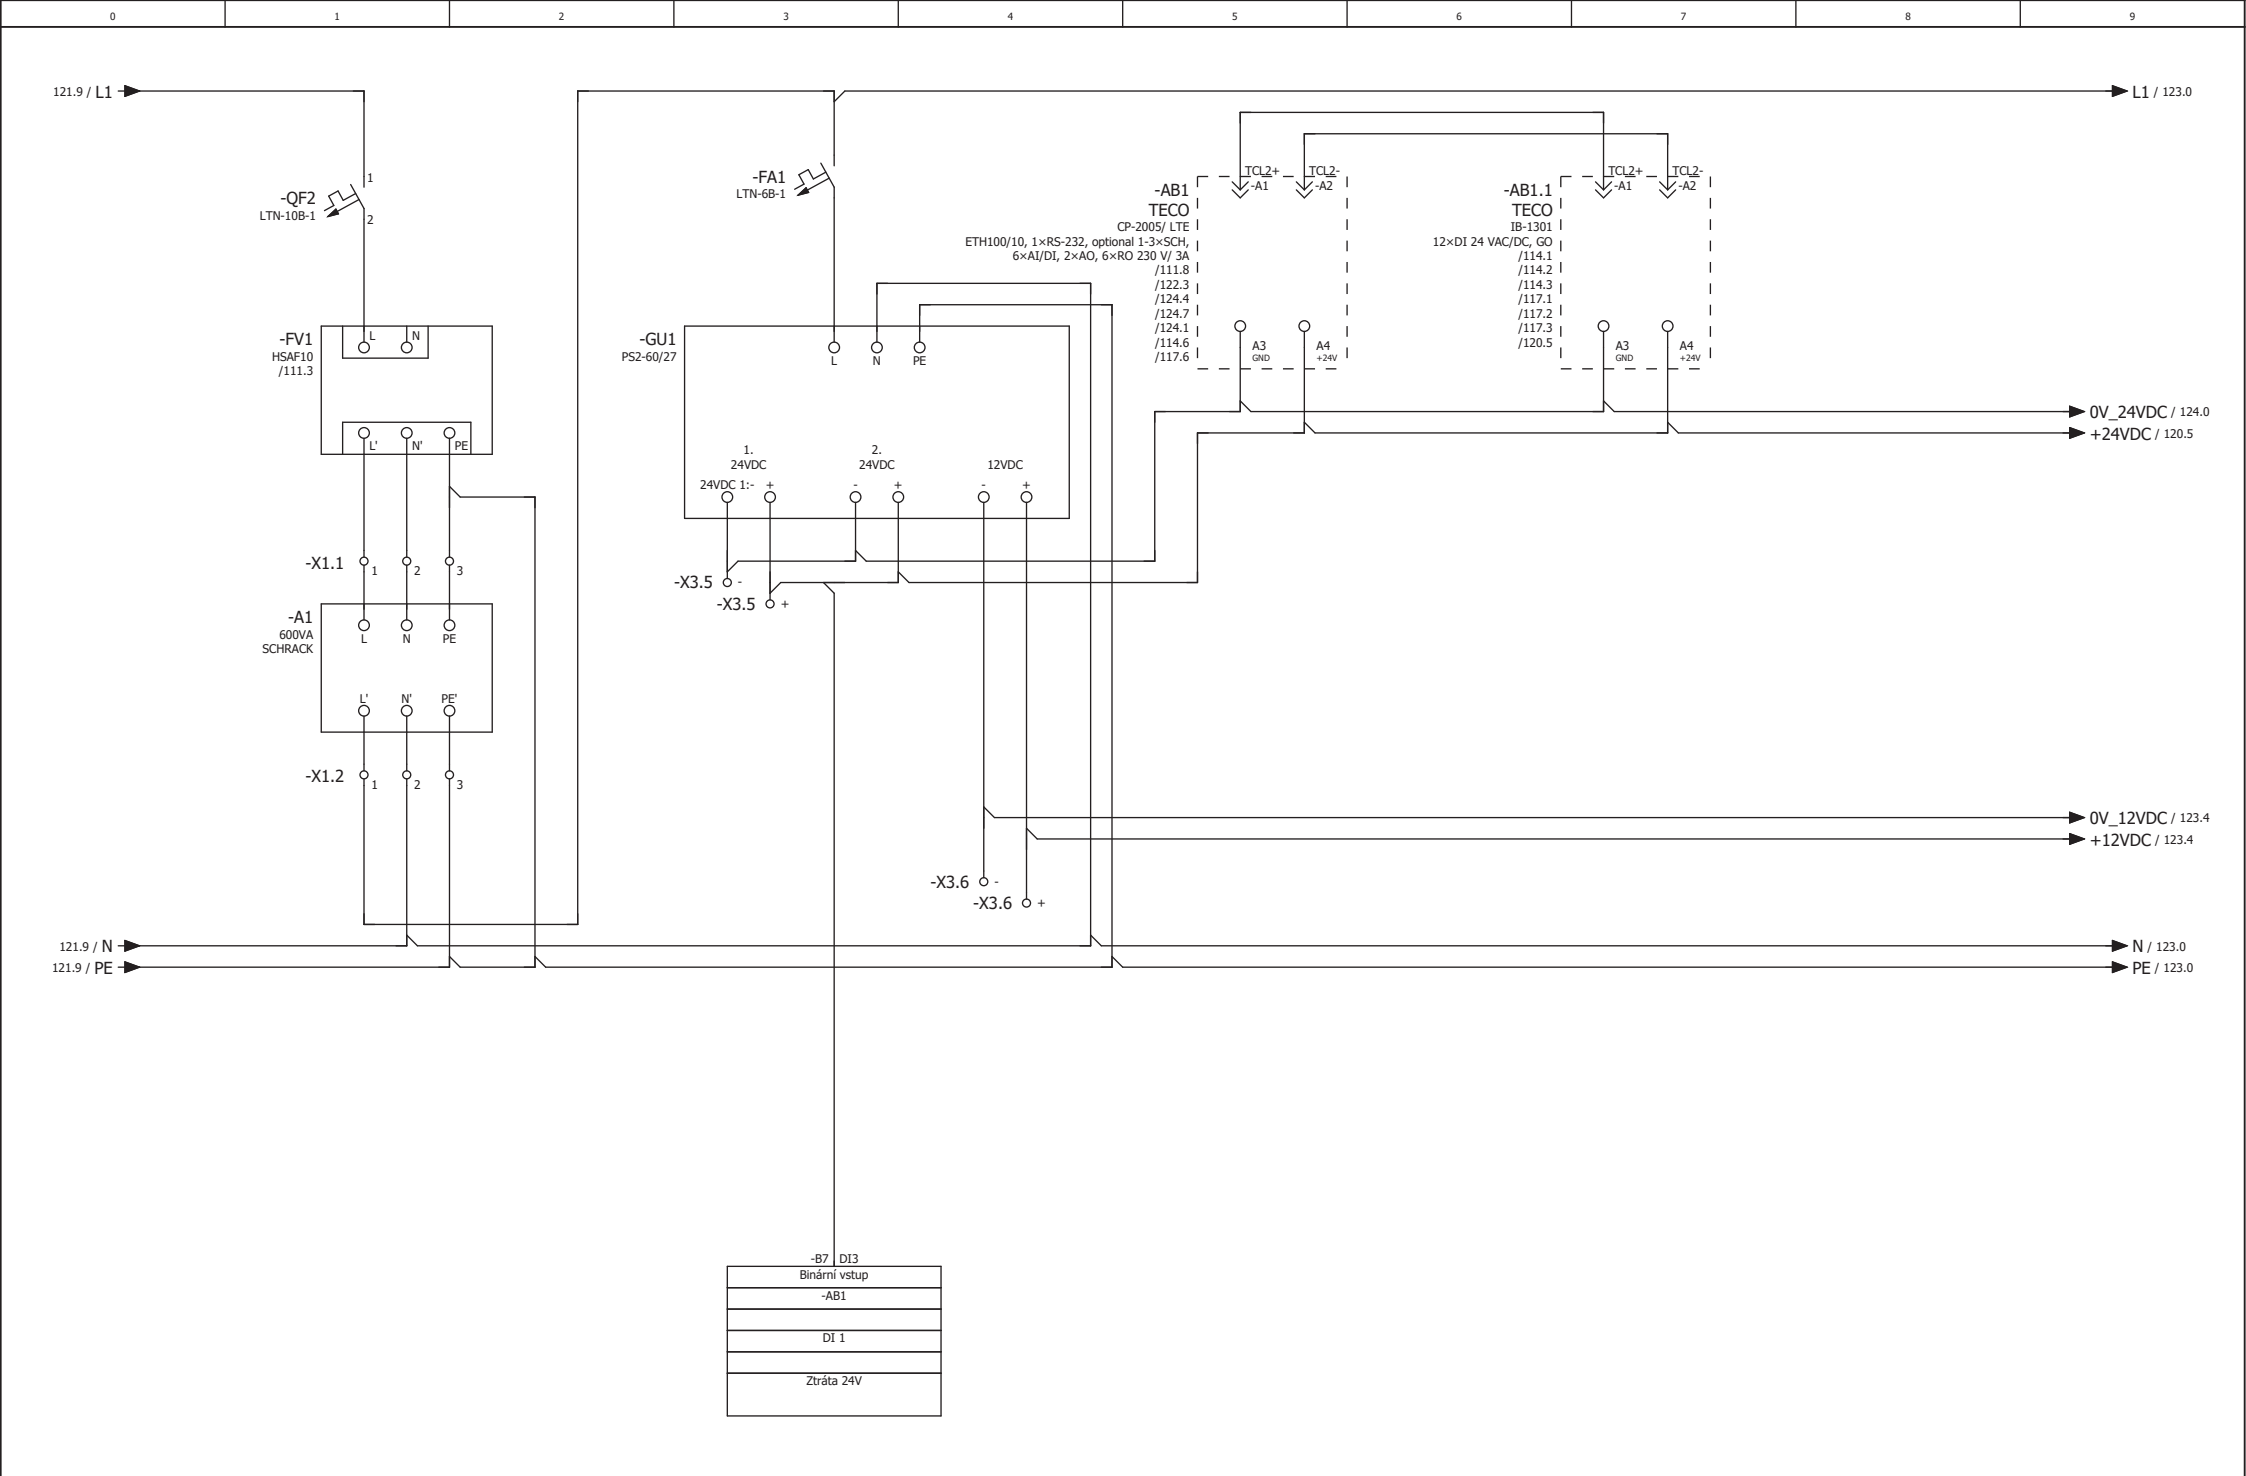 0 1 2 3 4 5 6 7 8 9
121.9 / L1
L1 / 123.0
-QF2
LTN-10B-1
1
2
-FV1
HSAF10
/111.3
L N
L' N' PE
-X1.1 1 2 3
-A1
600VA
SCHRACK
L N PE
L' N' PE'
-X1.2 1 2 3
121.9 / N
121.9 / PE
-FA1
LTN-6B-1
-GU1
PS2-60/27
L N PE
1.
24VDC
2.
24VDC
12VDC
24VDC 1:- + - + - +
-X3.5 -
-X3.5 +
-X3.6 -
-X3.6 +
-AB1
TECO
CP-2005/ LTE
ETH100/10, 1×RS-232, optional 1-3×SCH,
6×AI/DI, 2×AO, 6×RO 230 V/ 3A
/111.8
/122.3
/124.4
/124.7
/124.1
/114.6
/117.6
TCL2+ TCL2-
-A1 -A2
A3 A4
GND +24V
-AB1.1
TECO
IB-1301
12×DI 24 VAC/DC, GO
/114.1
/114.2
/114.3
/117.1
/117.2
/117.3
/120.5
TCL2+ TCL2-
-A1 -A2
A3 A4
GND +24V
0V_24VDC / 124.0
+24VDC / 120.5
0V_12VDC / 123.4
+12VDC / 123.4
N / 123.0
PE / 123.0
-B7 DI3
Binární vstup
-AB1
DI 1
Ztráta 24V